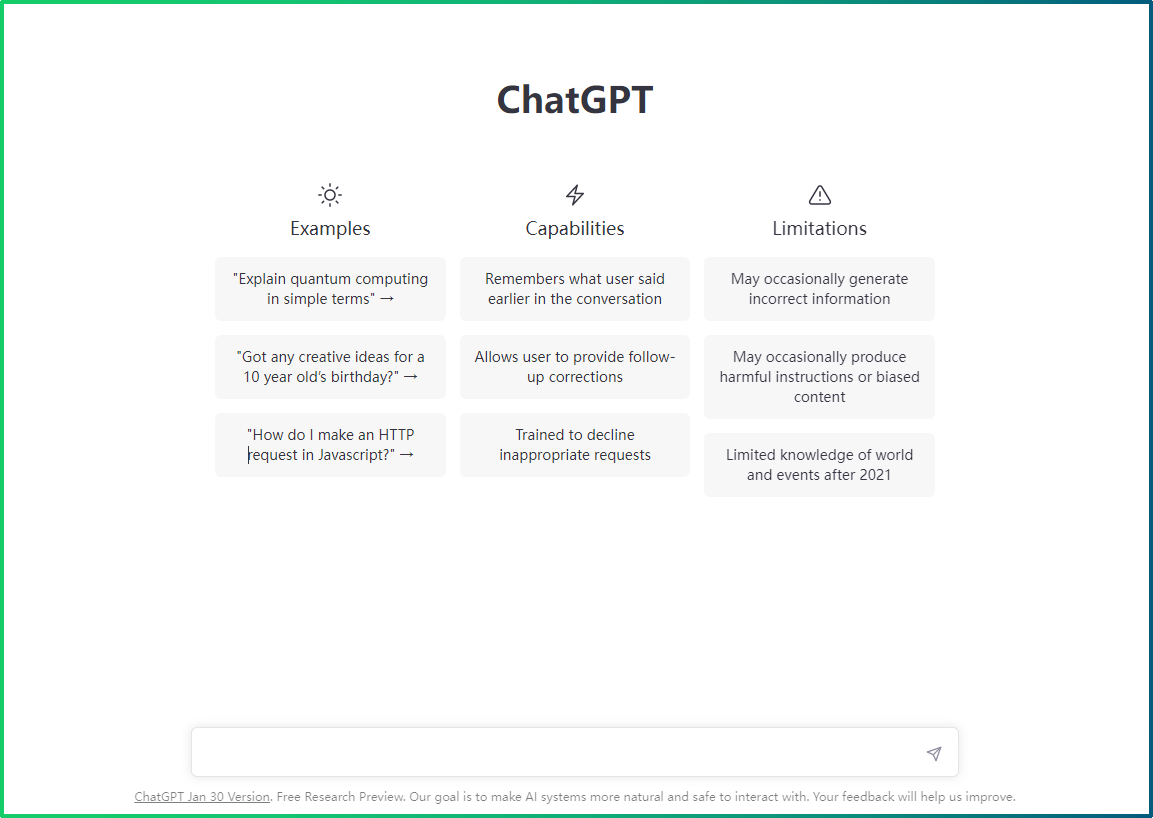 ChatGPT
Examples
"Explain quantum computing
in simple terms" →
"Got any creative ideas for a
10 year old’s birthday?" →
"How do I make an HTTP
request in Javascript?" →
Capabilities
Remembers what user said
earlier in the conversation
Allows user to provide follow-
up corrections
Trained to decline
inappropriate requests
Limitations
May occasionally generate
incorrect information
May occasionally produce
harmful instructions or biased
content
Limited knowledge of world
and events after 2021
ChatGPT Jan 30 Version. Free Research Preview. Our goal is to make AI systems more natural and safe to interact with. Your feedback will help us improve.